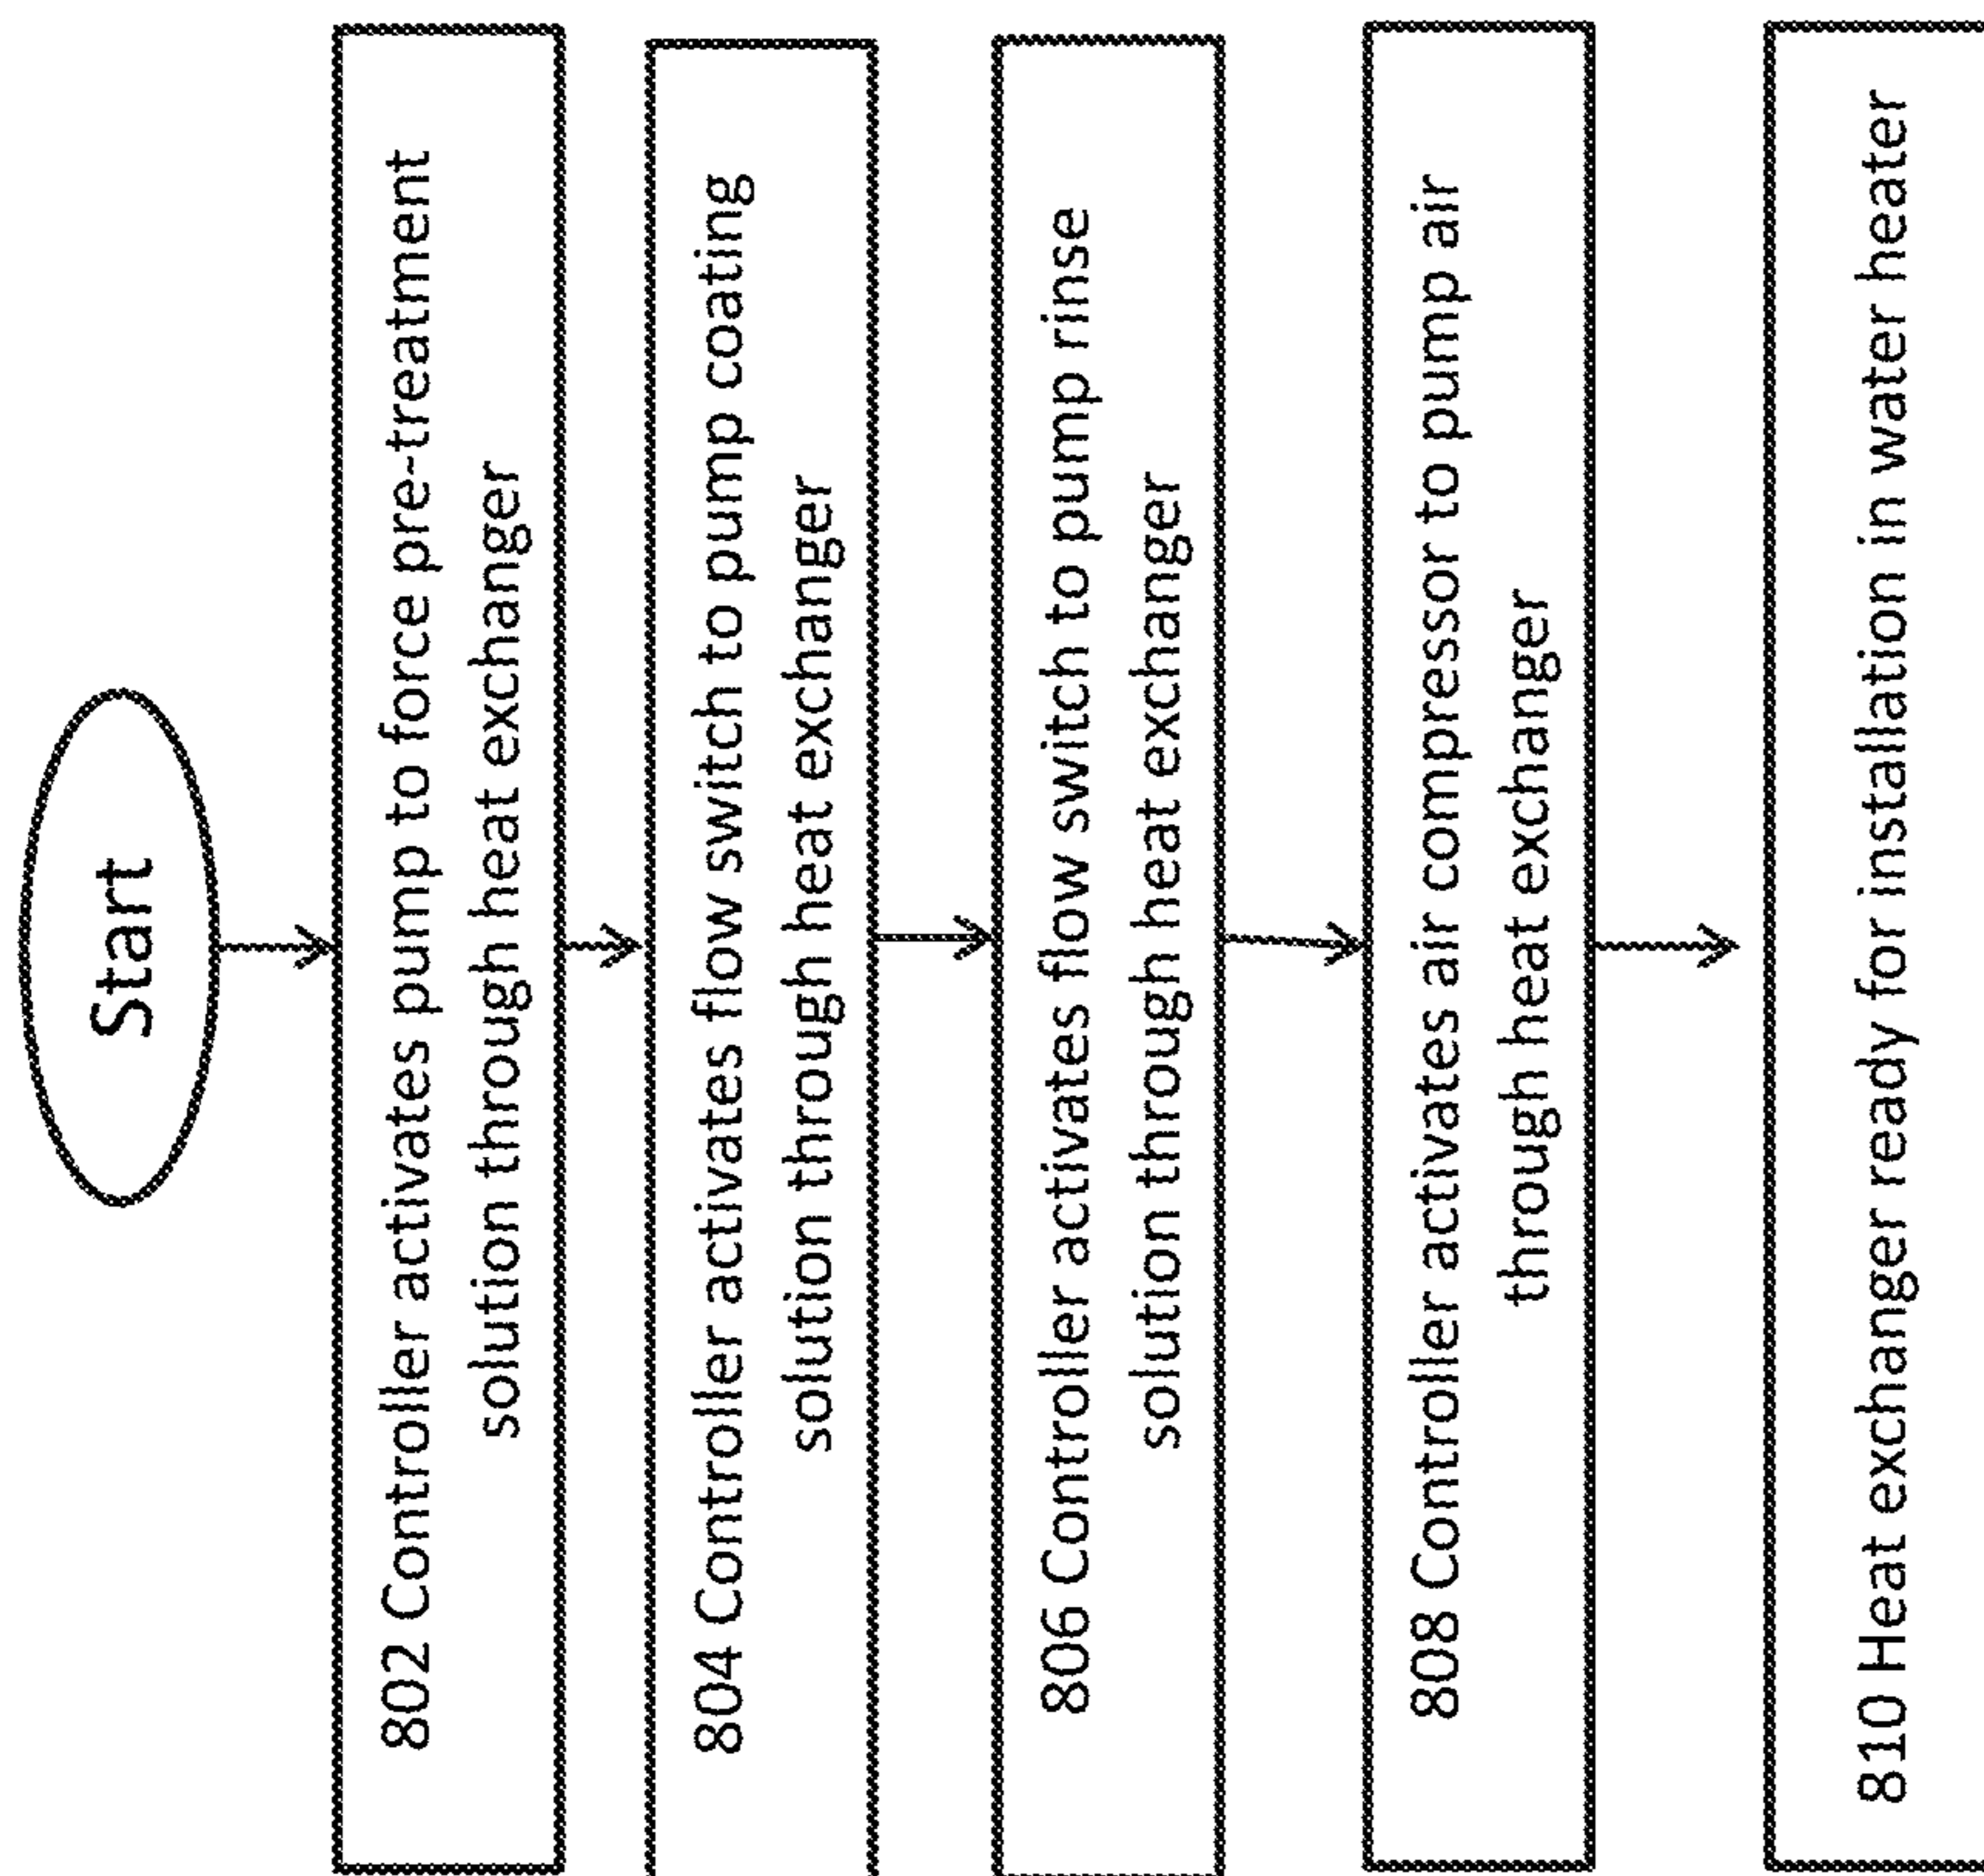 Start
802 Controller activates pump to force pre-treatment
solution through heat exchanger
804 Controller activates flow switch to pump coating
solution through heat exchanger
806 Controller activates flow switch to pump rinse
solution through heat exchanger
808 Controller activates air compressor to pump air
through heat exchanger
810 Heat exchanger ready for installation in water heater